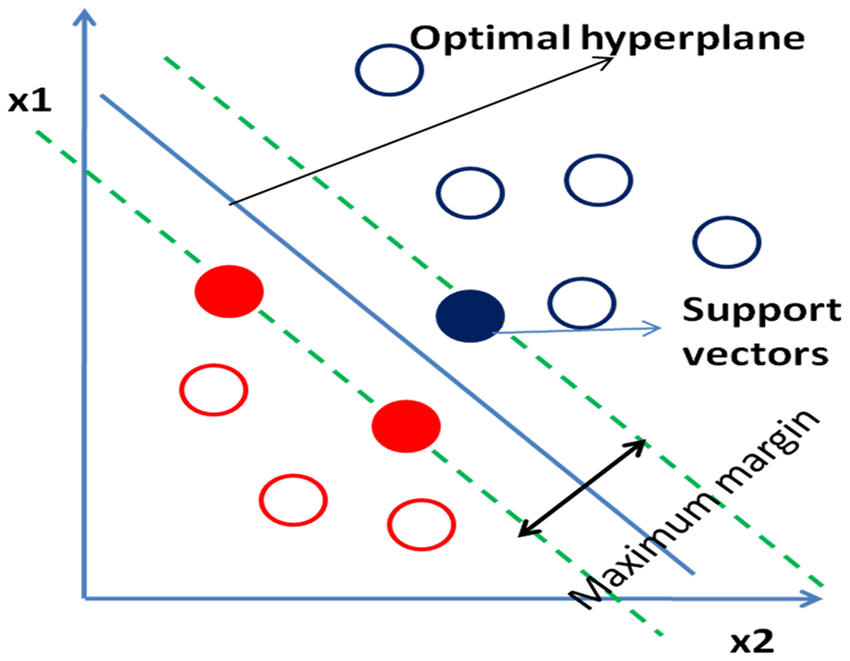 Optimal hyperplane
x1
Support
vectors
Maximum margin
x2